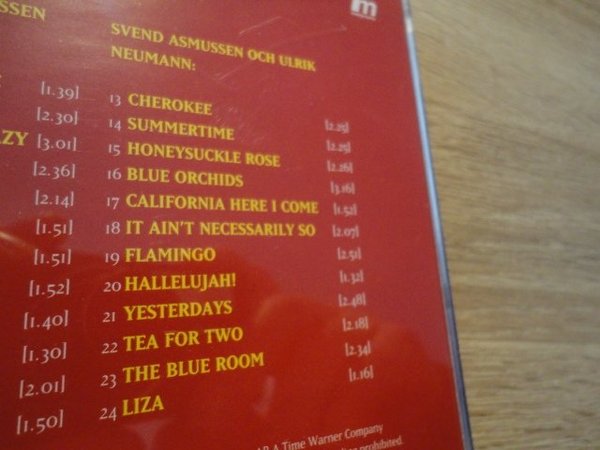 SSEN
[1.39]
[2.30]
ZY [3.01]
[2.36]
[2.14]
[1.51]
[1.51]
[1.52]
[1.40]
[1.30]
[2.01]
[1.50]
m
SVEND ASMUSSEN OCH ULRIK
NEUMANN:
13 CHEROKEE [2.25]
14 SUMMERTIME [2.25]
15 HONEYSUCKLE ROSE [2.26]
16 BLUE ORCHIDS [3.16]
17 CALIFORNIA HERE I COME [1.52]
18 IT AIN'T NECESSARILY SO [2.07]
19 FLAMINGO [2.51]
20 HALLELUJAH! [1.32]
21 YESTERDAYS [2.48]
22 TEA FOR TWO [2.18]
23 THE BLUE ROOM [2.34]
24 LIZA [1.16]
A Time Warner Company
prohibited.